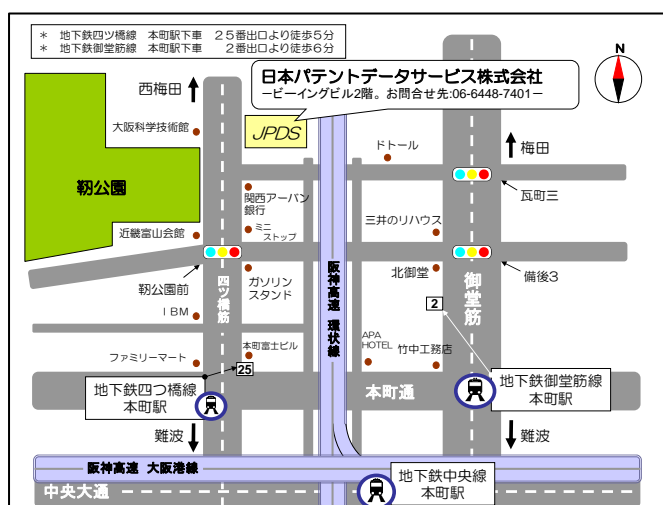 * 地下鉄四ツ橋線 本町駅下車 25番出口より徒歩5分
* 地下鉄御堂筋線 本町駅下車 2番出口より徒歩6分
日本パテントデータサービス株式会社
−ビーイングビル2階。お問合せ先:06-6448-7401−
N
西梅田
大阪科学技術館
JPDS
ドトール
梅田
靭公園
関西アーバン
銀行
瓦町三
ミニ
ストップ
三井のリハウス
近畿富山会館
靭公園前
ガソリン
スタンド
四ツ橋筋
阪神高速 環状線
北御堂
御堂筋
備後3
2
IBM
本町富士ビル
APA
HOTEL
竹中工務店
ファミリーマート
25
地下鉄四つ橋線
本町駅
本町通
地下鉄御堂筋線
本町駅
難波
難波
阪神高速 大阪港線
中央大通
地下鉄中央線
本町駅